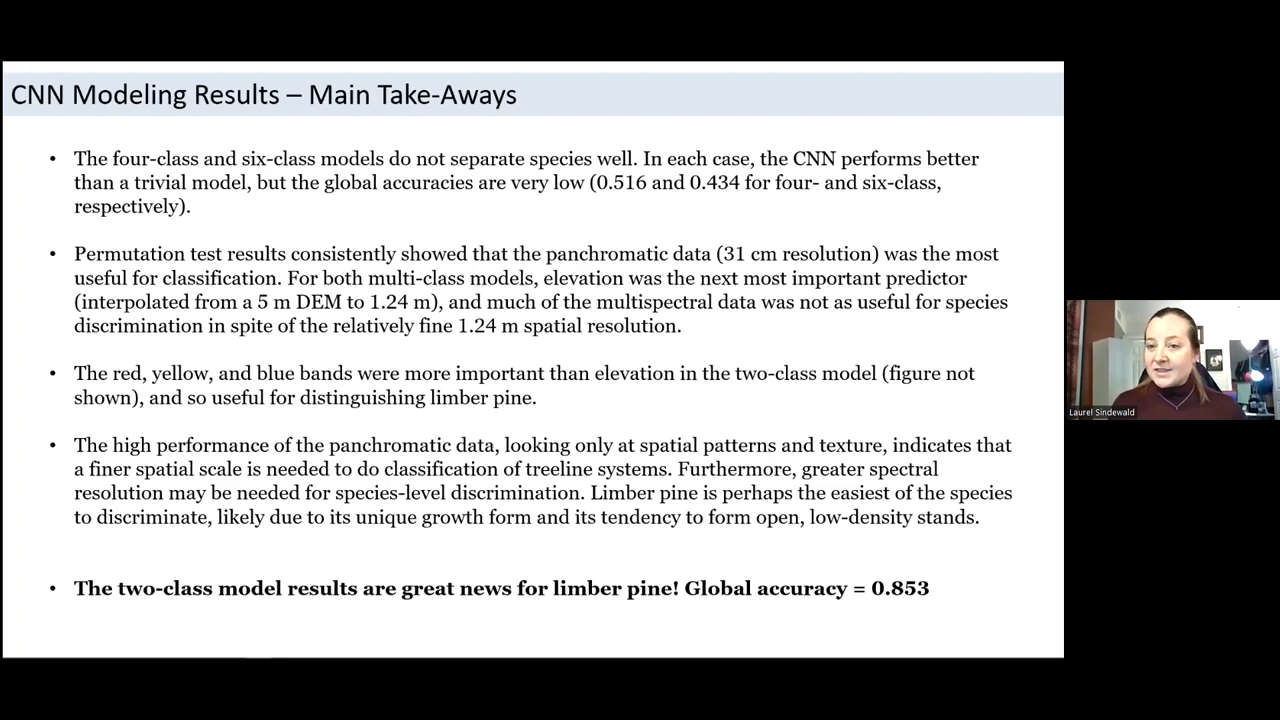 CNN Modeling Results – Main Take-Aways
• The four-class and six-class models do not separate species well. In each case, the CNN performs better
than a trivial model, but the global accuracies are very low (0.516 and 0.434 for four- and six-class,
respectively).
• Permutation test results consistently showed that the panchromatic data (31 cm resolution) was the most
useful for classification. For both multi-class models, elevation was the next most important predictor
(interpolated from a 5 m DEM to 1.24 m), and much of the multispectral data was not as useful for species
discrimination in spite of the relatively fine 1.24 m spatial resolution.
• The red, yellow, and blue bands were more important than elevation in the two-class model (figure not
shown), and so useful for distinguishing limber pine.
• The high performance of the panchromatic data, looking only at spatial patterns and texture, indicates that
a finer spatial scale is needed to do classification of treeline systems. Furthermore, greater spectral
resolution may be needed for species-level discrimination. Limber pine is perhaps the easiest of the species
to discriminate, likely due to its unique growth form and its tendency to form open, low-density stands.
• The two-class model results are great news for limber pine! Global accuracy = 0.853
Laurel Sindewald